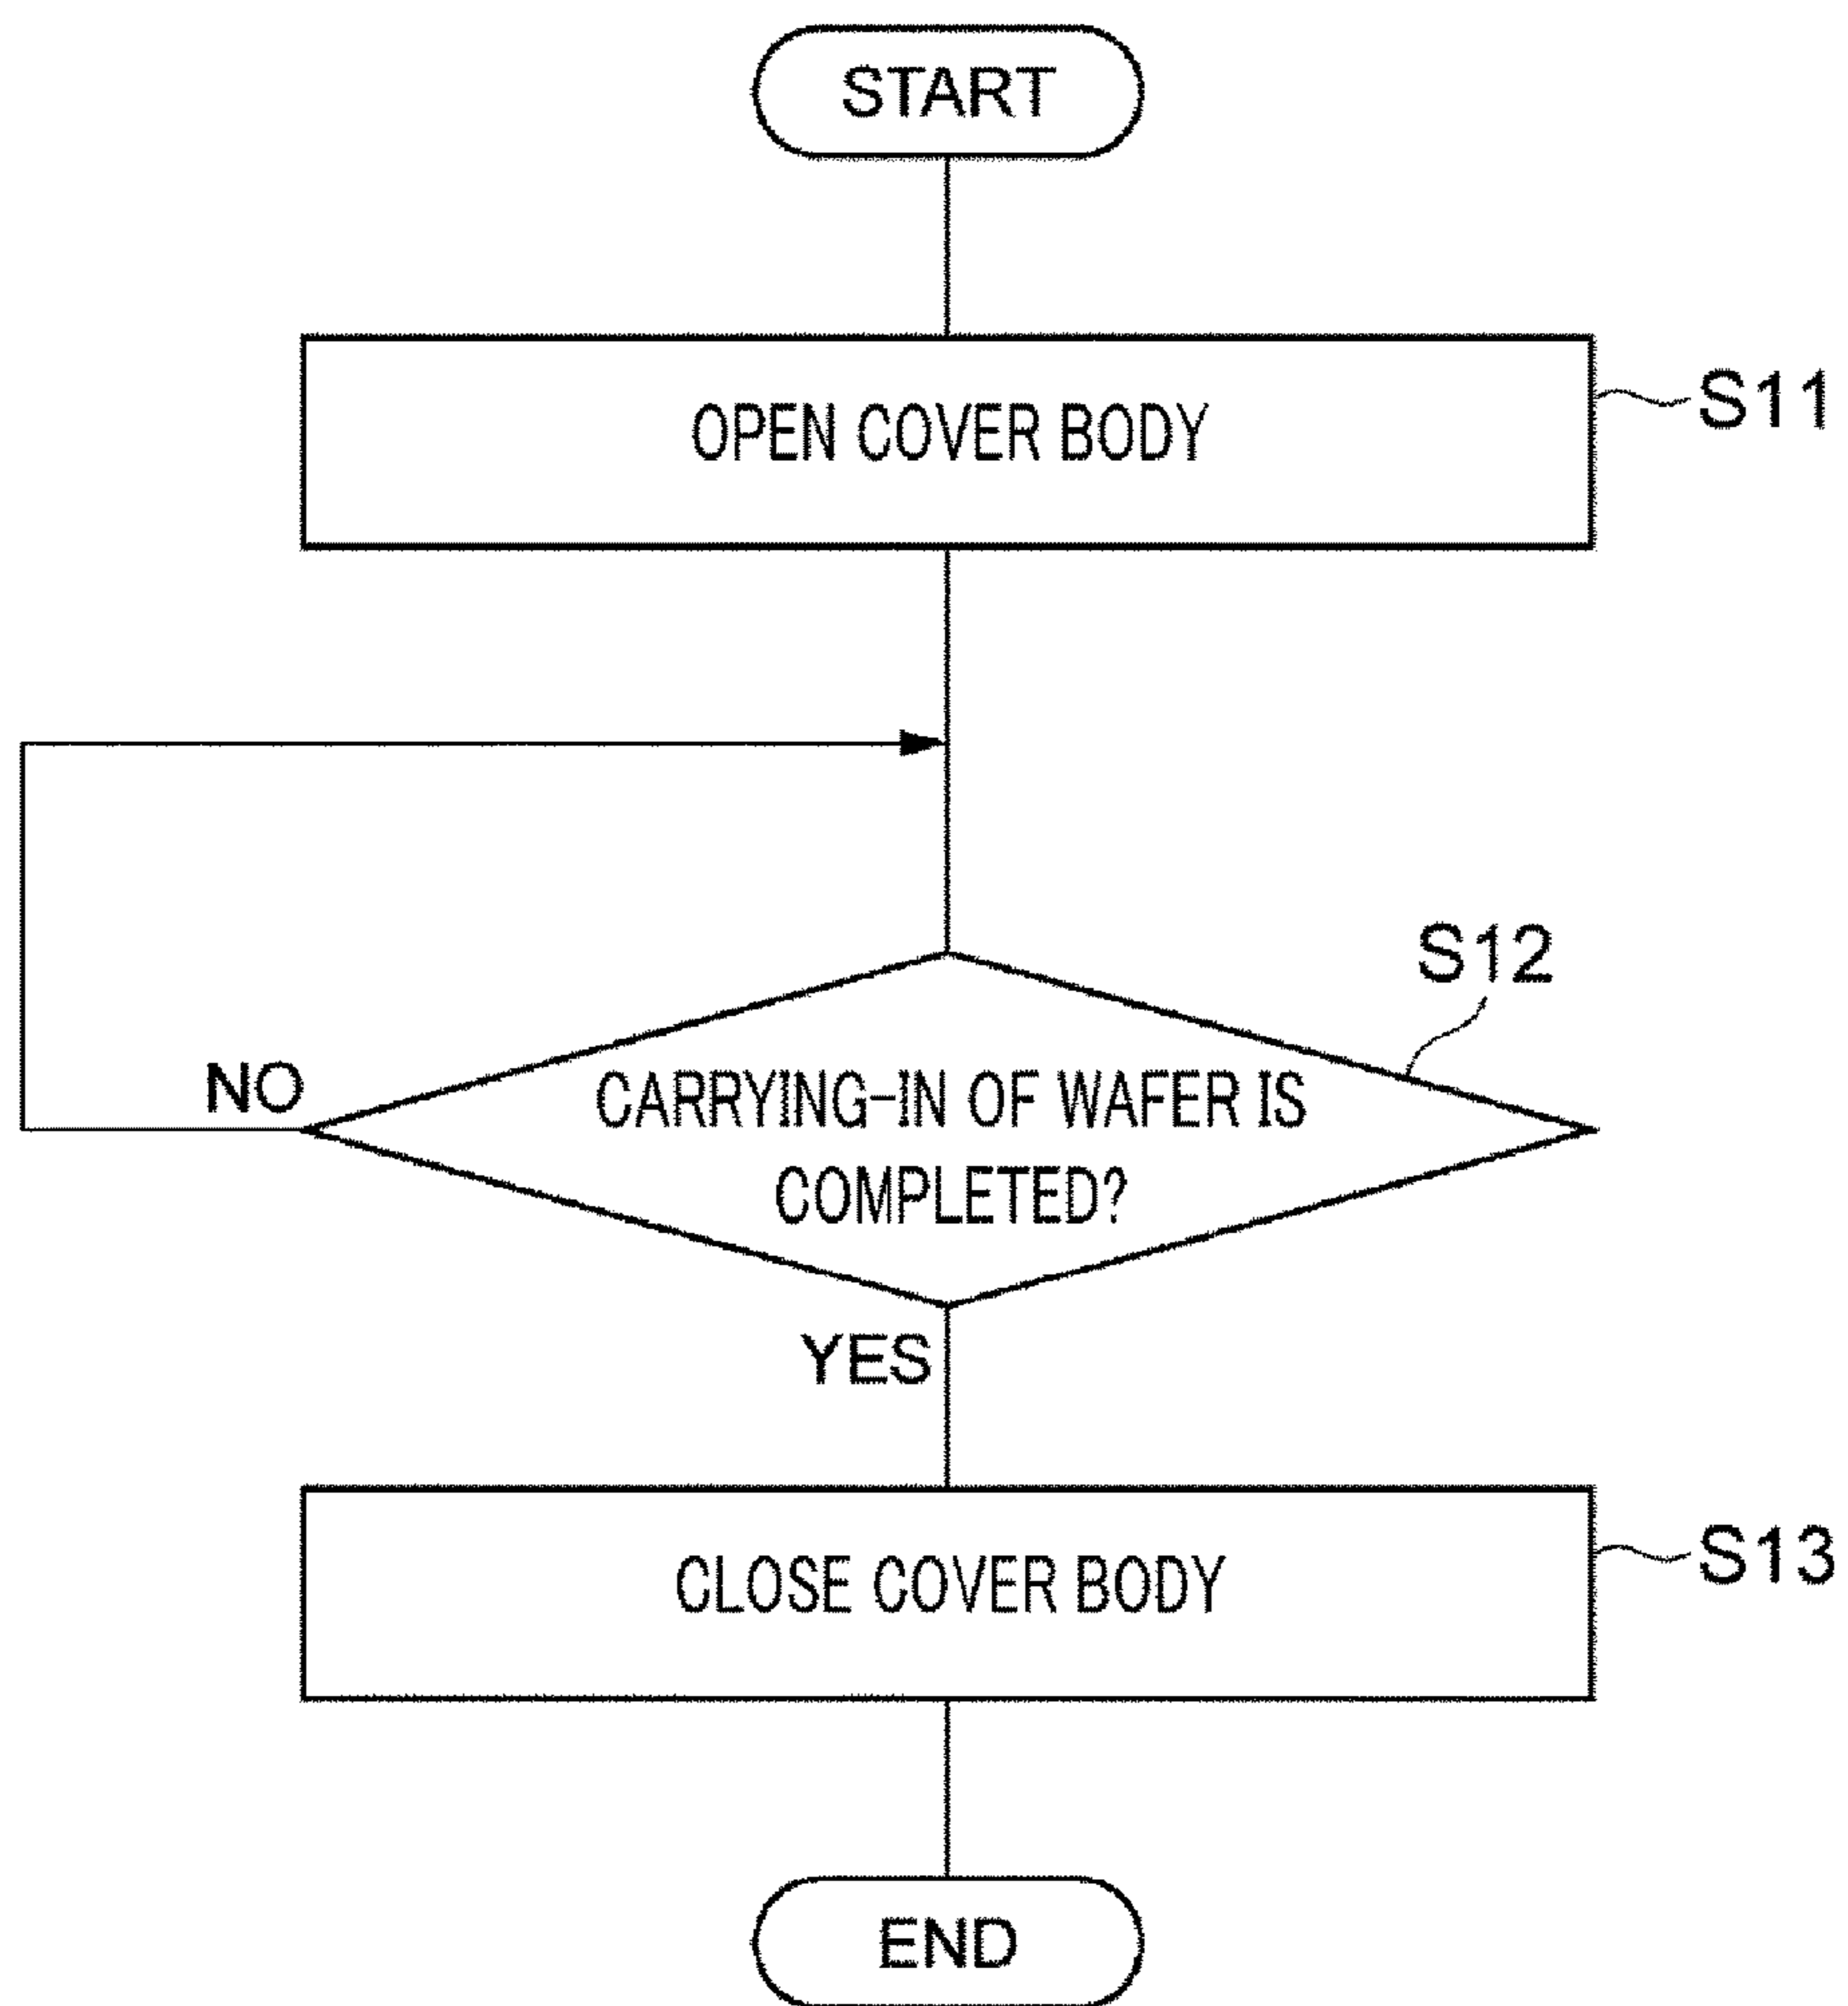 START
OPEN COVER BODY
S11
S12
NO
CARRYING-IN OF WAFER IS
COMPLETED?
YES
CLOSE COVER BODY
S13
END